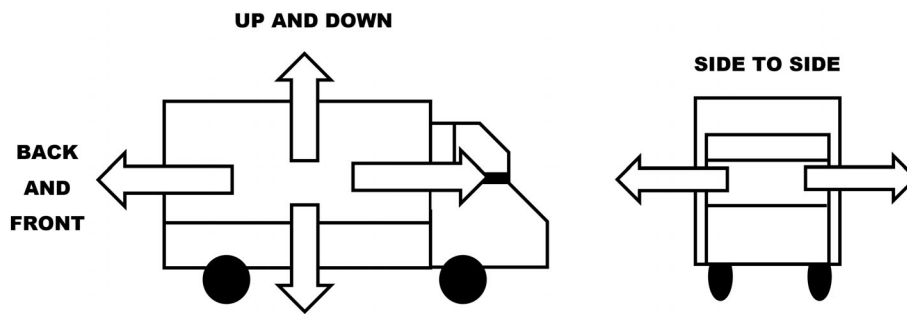 UP AND DOWN
SIDE TO SIDE
BACK
AND
FRONT